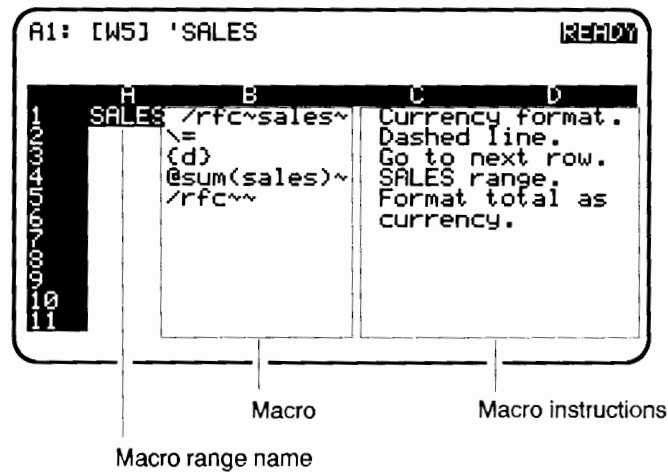 A1: [W5] 'SALES READY
A B C D
1 SALES /rfc~sales~ Currency format.
2 \= Dashed line.
3 {d} Go to next row.
4 @sum(sales)~ SALES range.
5 /rfc~~ Format total as
6 currency.
7
8
9
10
11
Macro Macro instructions
Macro range name